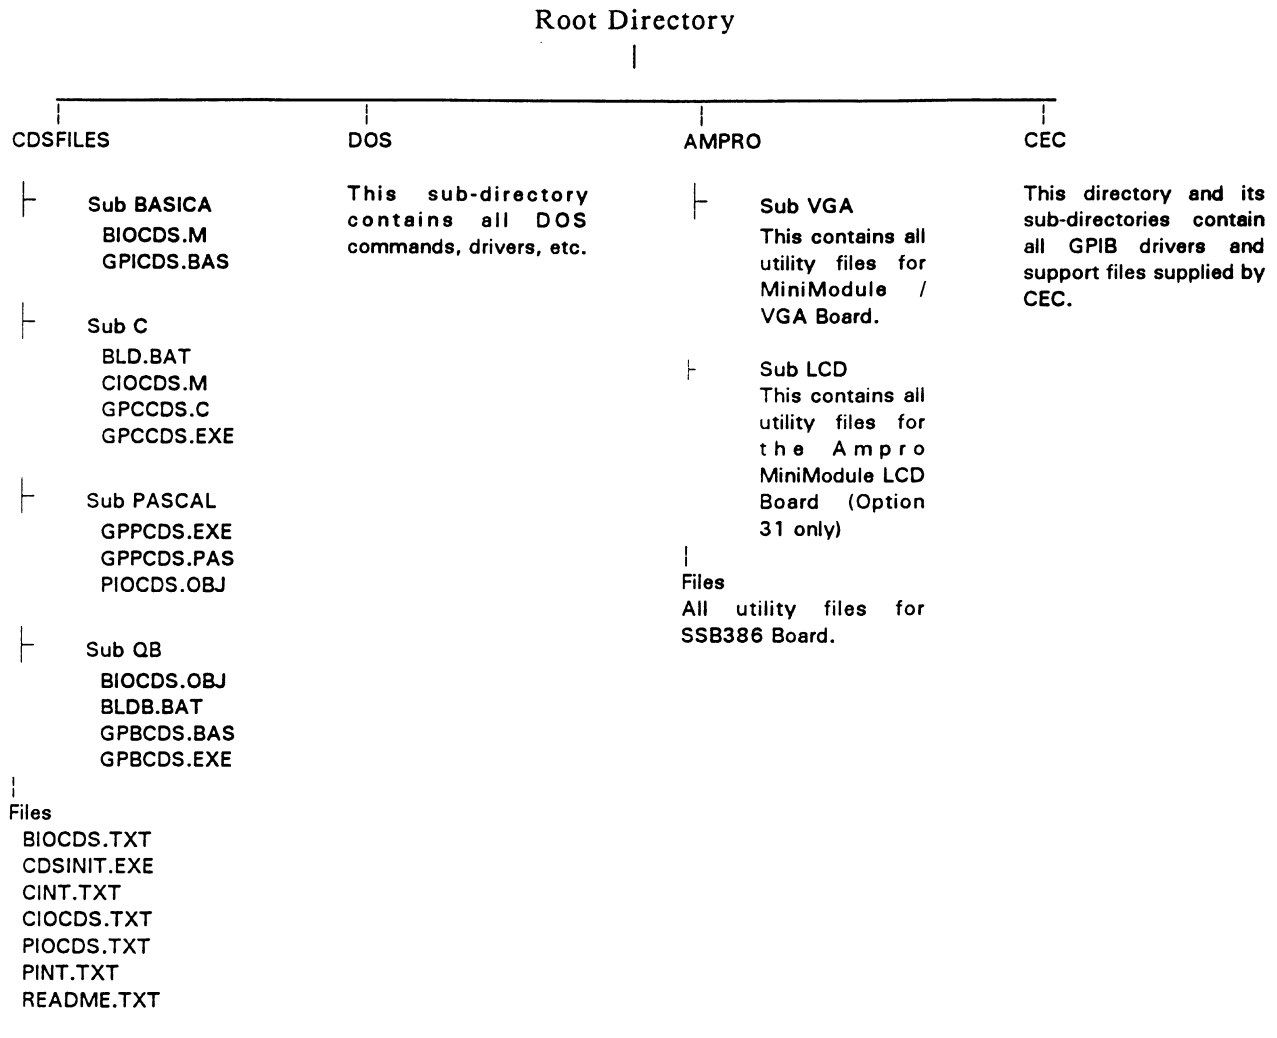 Root Directory
CDSFILES
Sub BASICA
BIOCDS.M
GPICDS.BAS
Sub C
BLD.BAT
CIOCDS.M
GPCCDS.C
GPCCDS.EXE
Sub PASCAL
GPPCDS.EXE
GPPCDS.PAS
PIOCDS.OBJ
Sub QB
BIOCDS.OBJ
BLDB.BAT
GPBCDS.BAS
GPBCDS.EXE
Files
BIOCDS.TXT
CDSINIT.EXE
CINT.TXT
CIOCDS.TXT
PIOCDS.TXT
PINT.TXT
README.TXT
DOS
This sub-directory
contains all DOS
commands, drivers, etc.
AMPRO
Sub VGA
This contains all
utility files for
MiniModule /
VGA Board.
Sub LCD
This contains all
utility files for
the Ampro
MiniModule LCD
Board (Option
31 only)
Files
All utility files for
SSB386 Board.
CEC
This directory and its
sub-directories contain
all GPIB drivers and
support files supplied by
CEC.